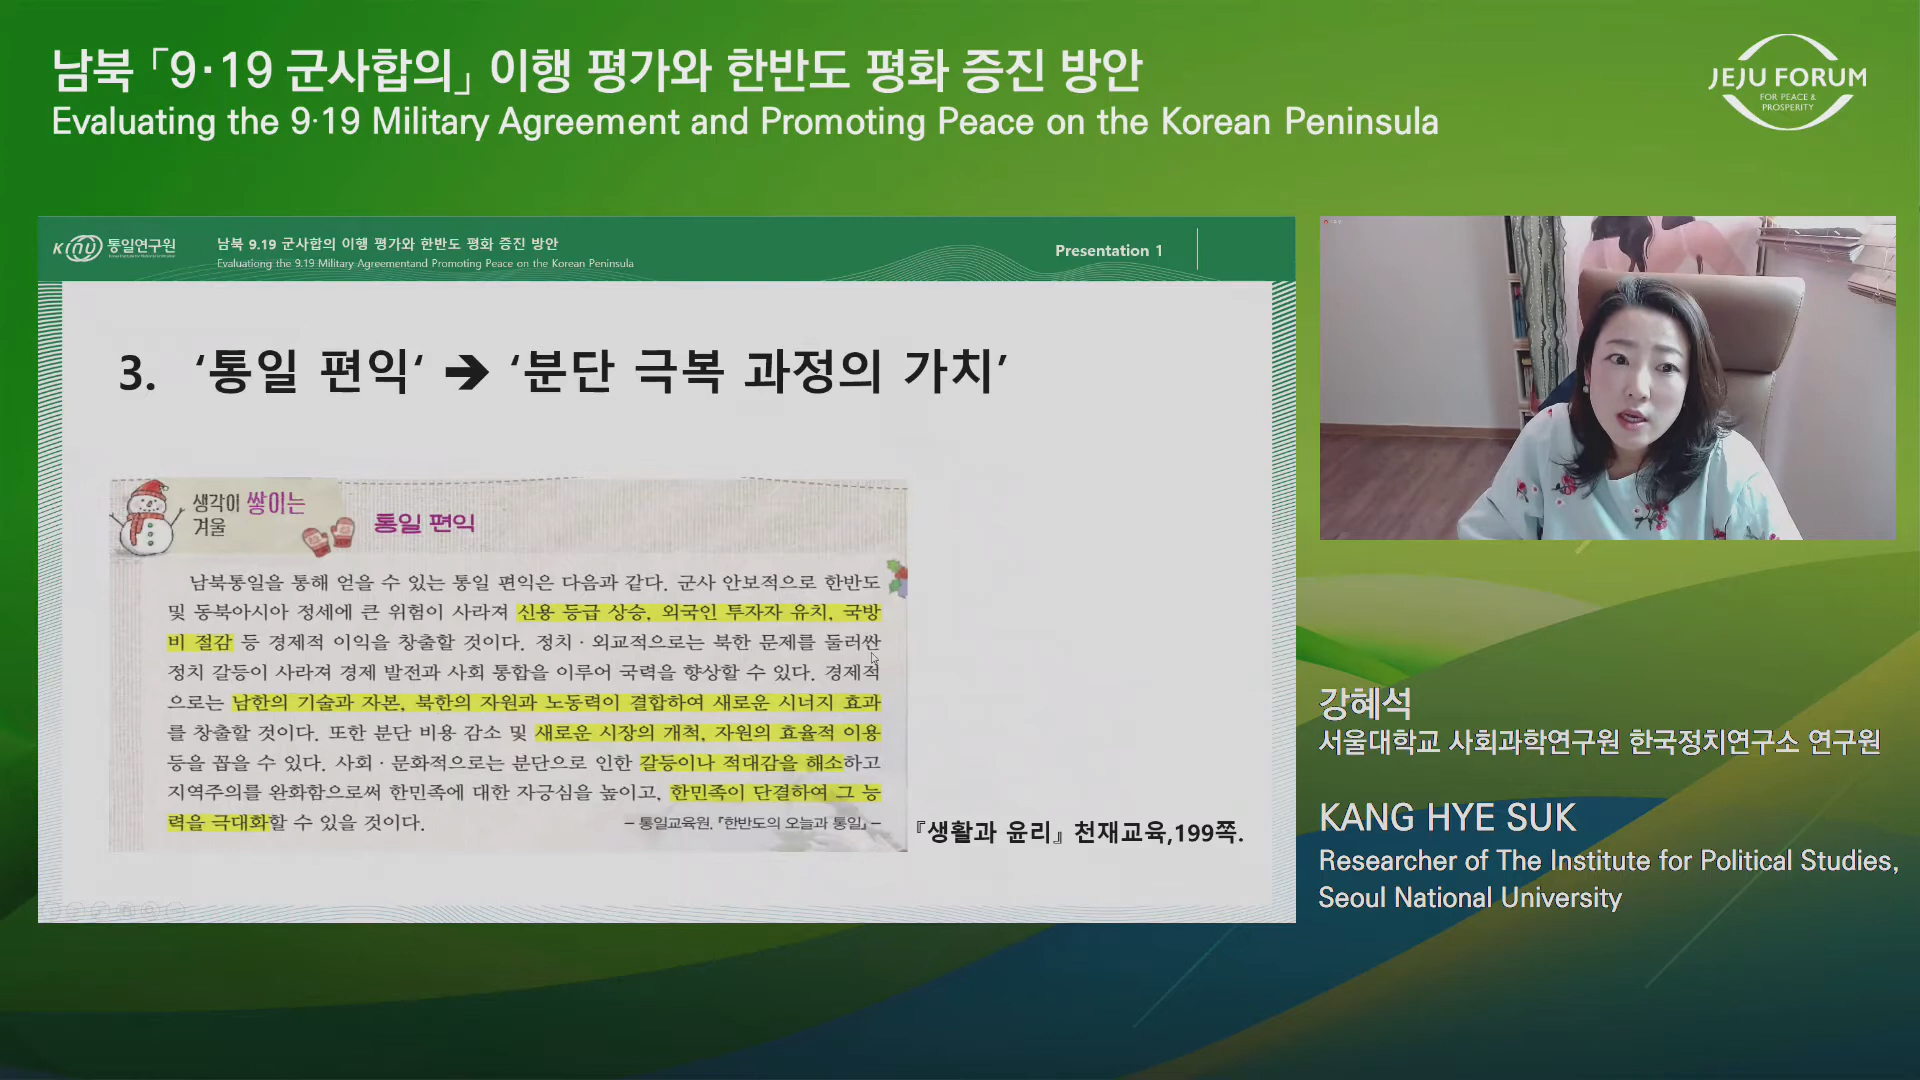 남북 「9·19 군사합의」 이행 평가와 한반도 평화 증진 방안
Evaluating the 9·19 Military Agreement and Promoting Peace on the Korean Peninsula
JEJU FORUM
FOR PEACE &
PROSPERITY
KINU 통일연구원
남북 9.19 군사합의 이행 평가와 한반도 평화 증진 방안
Evaluationg the 9.19 Military Agreementand Promoting Peace on the Korean Peninsula
Presentation 1
3. ‘통일 편익‘ ➔ ‘분단 극복 과정의 가치’
생각이 쌓이는
겨울
통일 편익
남북통일을 통해 얻을 수 있는 통일 편익은 다음과 같다. 군사 안보적으로 한반도
및 동북아시아 정세에 큰 위험이 사라져 신용 등급 상승, 외국인 투자자 유치, 국방
비 절감 등 경제적 이익을 창출할 것이다. 정치·외교적으로는 북한 문제를 둘러싼
정치 갈등이 사라져 경제 발전과 사회 통합을 이루어 국력을 향상할 수 있다. 경제적
으로는 남한의 기술과 자본, 북한의 자원과 노동력이 결합하여 새로운 시너지 효과
를 창출할 것이다. 또한 분단 비용 감소 및 새로운 시장의 개척, 자원의 효율적 이용
등을 꼽을 수 있다. 사회·문화적으로는 분단으로 인한 갈등이나 적대감을 해소하고
지역주의를 완화함으로써 한민족에 대한 자긍심을 높이고, 한민족이 단결하여 그 능
력을 극대화할 수 있을 것이다.
– 통일교육원, 『한반도의 오늘과 통일』 –
『생활과 윤리』 천재교육,199쪽.
강혜석
서울대학교 사회과학연구원 한국정치연구소 연구원
KANG HYE SUK
Researcher of The Institute for Political Studies,
Seoul National University